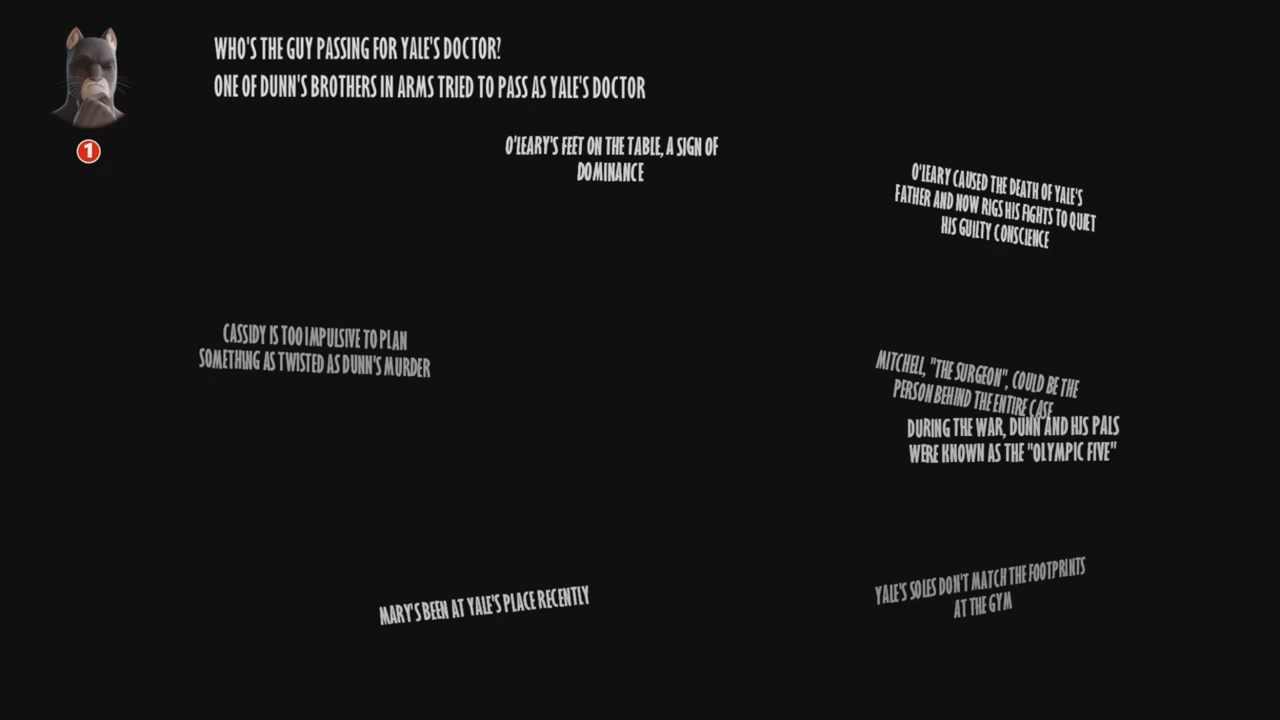 WHO'S THE GUY PASSING FOR YALE'S DOCTOR?
ONE OF DUNN'S BROTHERS IN ARMS TRIED TO PASS AS YALE'S DOCTOR
1
O'LEARY'S FEET ON THE TABLE, A SIGN OF
DOMINANCE
O'LEARY CAUSED THE DEATH OF YALE'S
FATHER AND NOW RIGS HIS FIGHTS TO QUIET
HIS GUILTY CONSCIENCE
CASSIDY IS TOO IMPULSIVE TO PLAN
SOMETHING AS TWISTED AS DUNN'S MURDER
MITCHELL, "THE SURGEON", COULD BE THE
PERSON BEHIND THE ENTIRE CASE
DURING THE WAR, DUNN AND HIS PALS
WERE KNOWN AS THE "OLYMPIC FIVE"
YALE'S SOLES DON'T MATCH THE FOOTPRINTS
AT THE GYM
MARY'S BEEN AT YALE'S PLACE RECENTLY